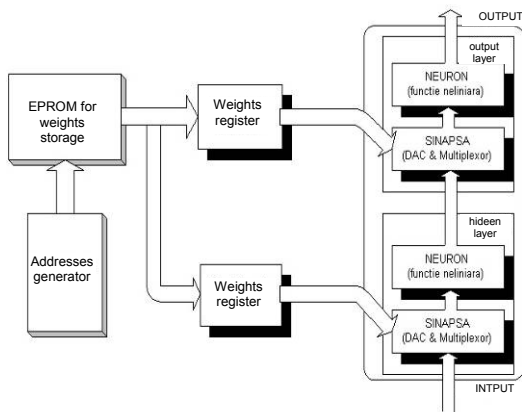 OUTPUT
output
layer
NEURON
(functie neliniara)
EPROM for
weights
storage
Weights
register
SINAPSA
(DAC & Multiplexor)
hideen
layer
Addresses
generator
NEURON
(functie neliniara)
Weights
register
SINAPSA
(DAC & Multiplexor)
INTPUT